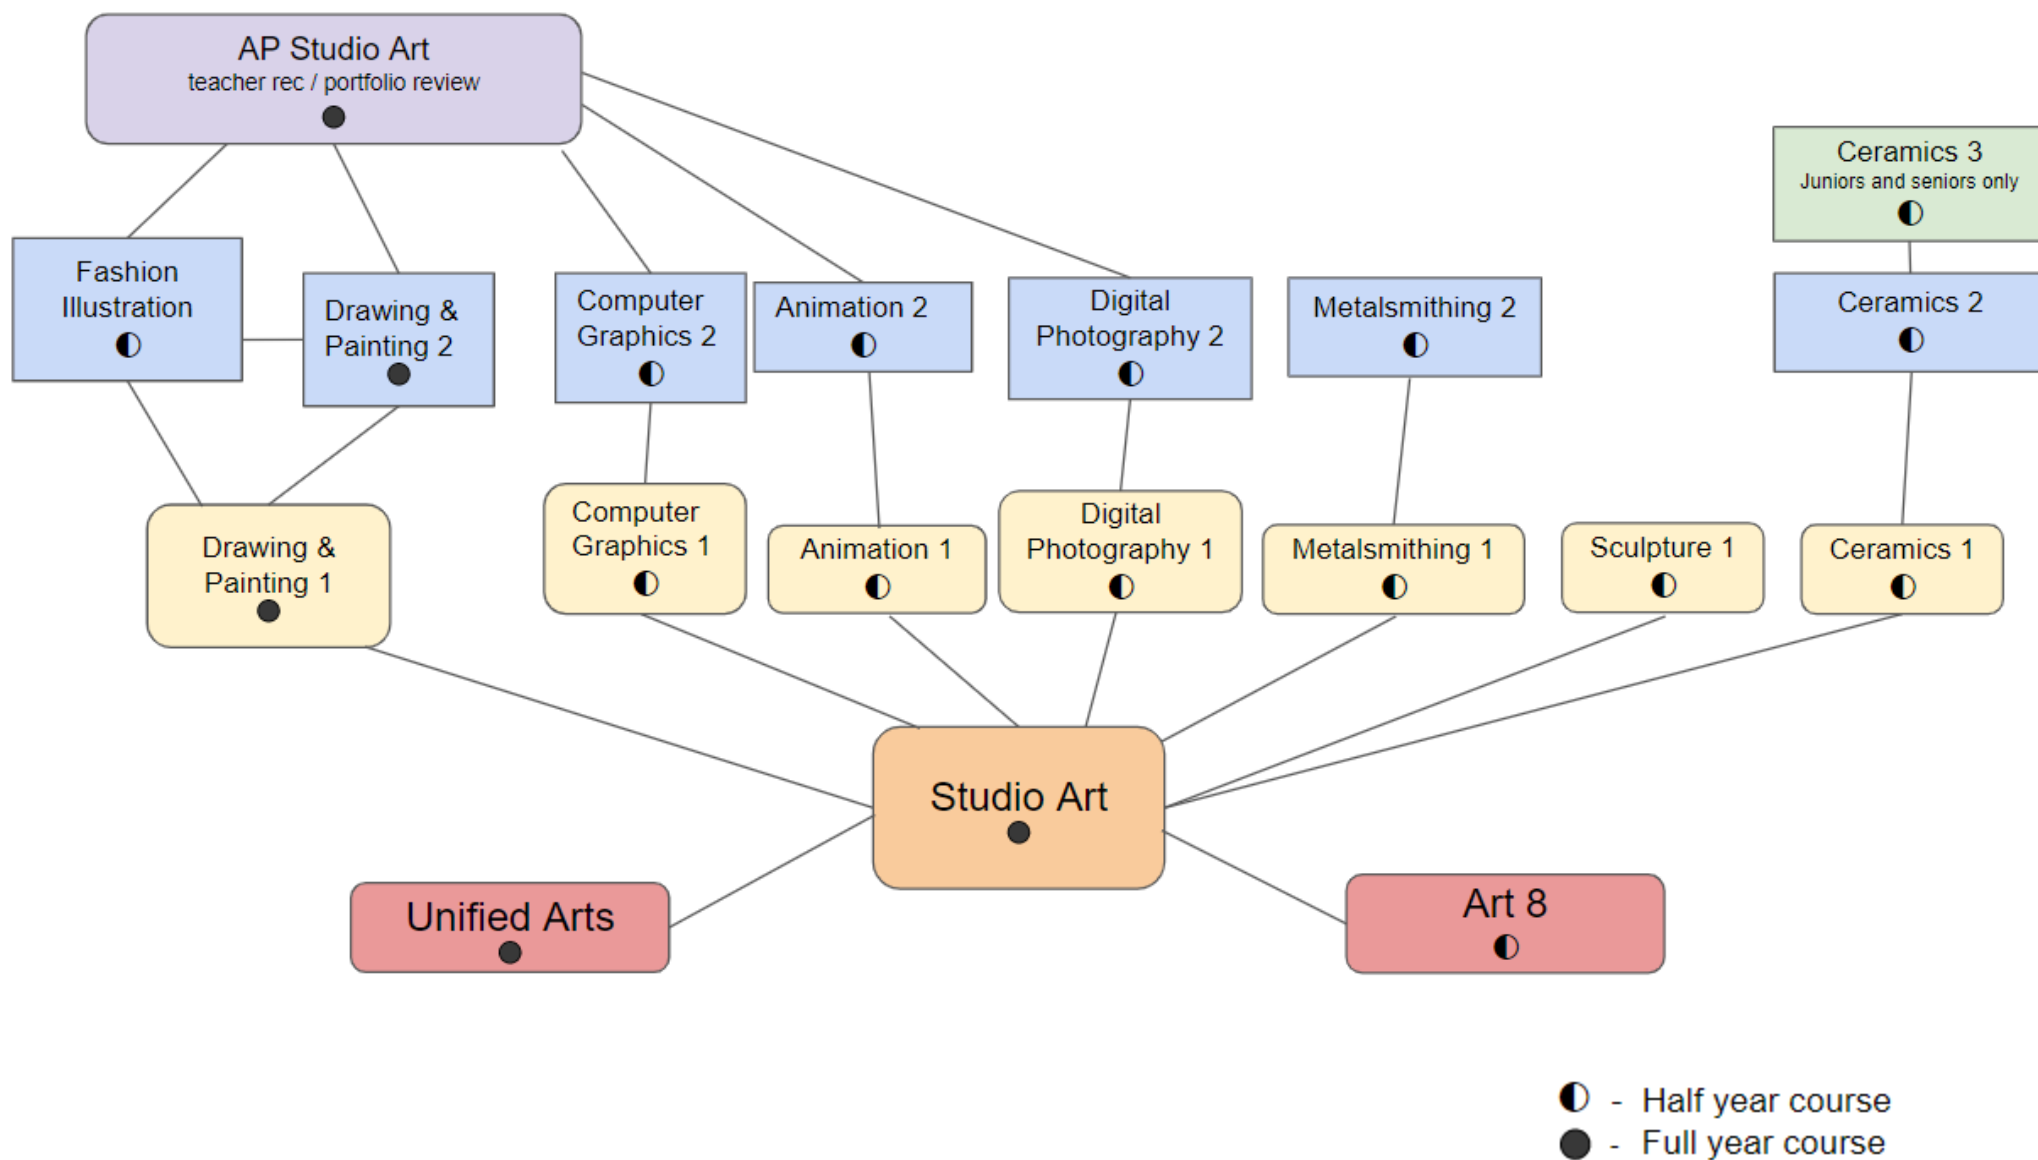 AP Studio Art
teacher rec / portfolio review
Ceramics 3
Juniors and seniors only
Fashion
Illustration
Drawing &
Painting 2
Computer
Graphics 2
Animation 2
Digital
Photography 2
Metalsmithing 2
Ceramics 2
Drawing &
Painting 1
Computer
Graphics 1
Animation 1
Digital
Photography 1
Metalsmithing 1
Sculpture 1
Ceramics 1
Studio Art
Unified Arts
Art 8
- Half year course
- Full year course